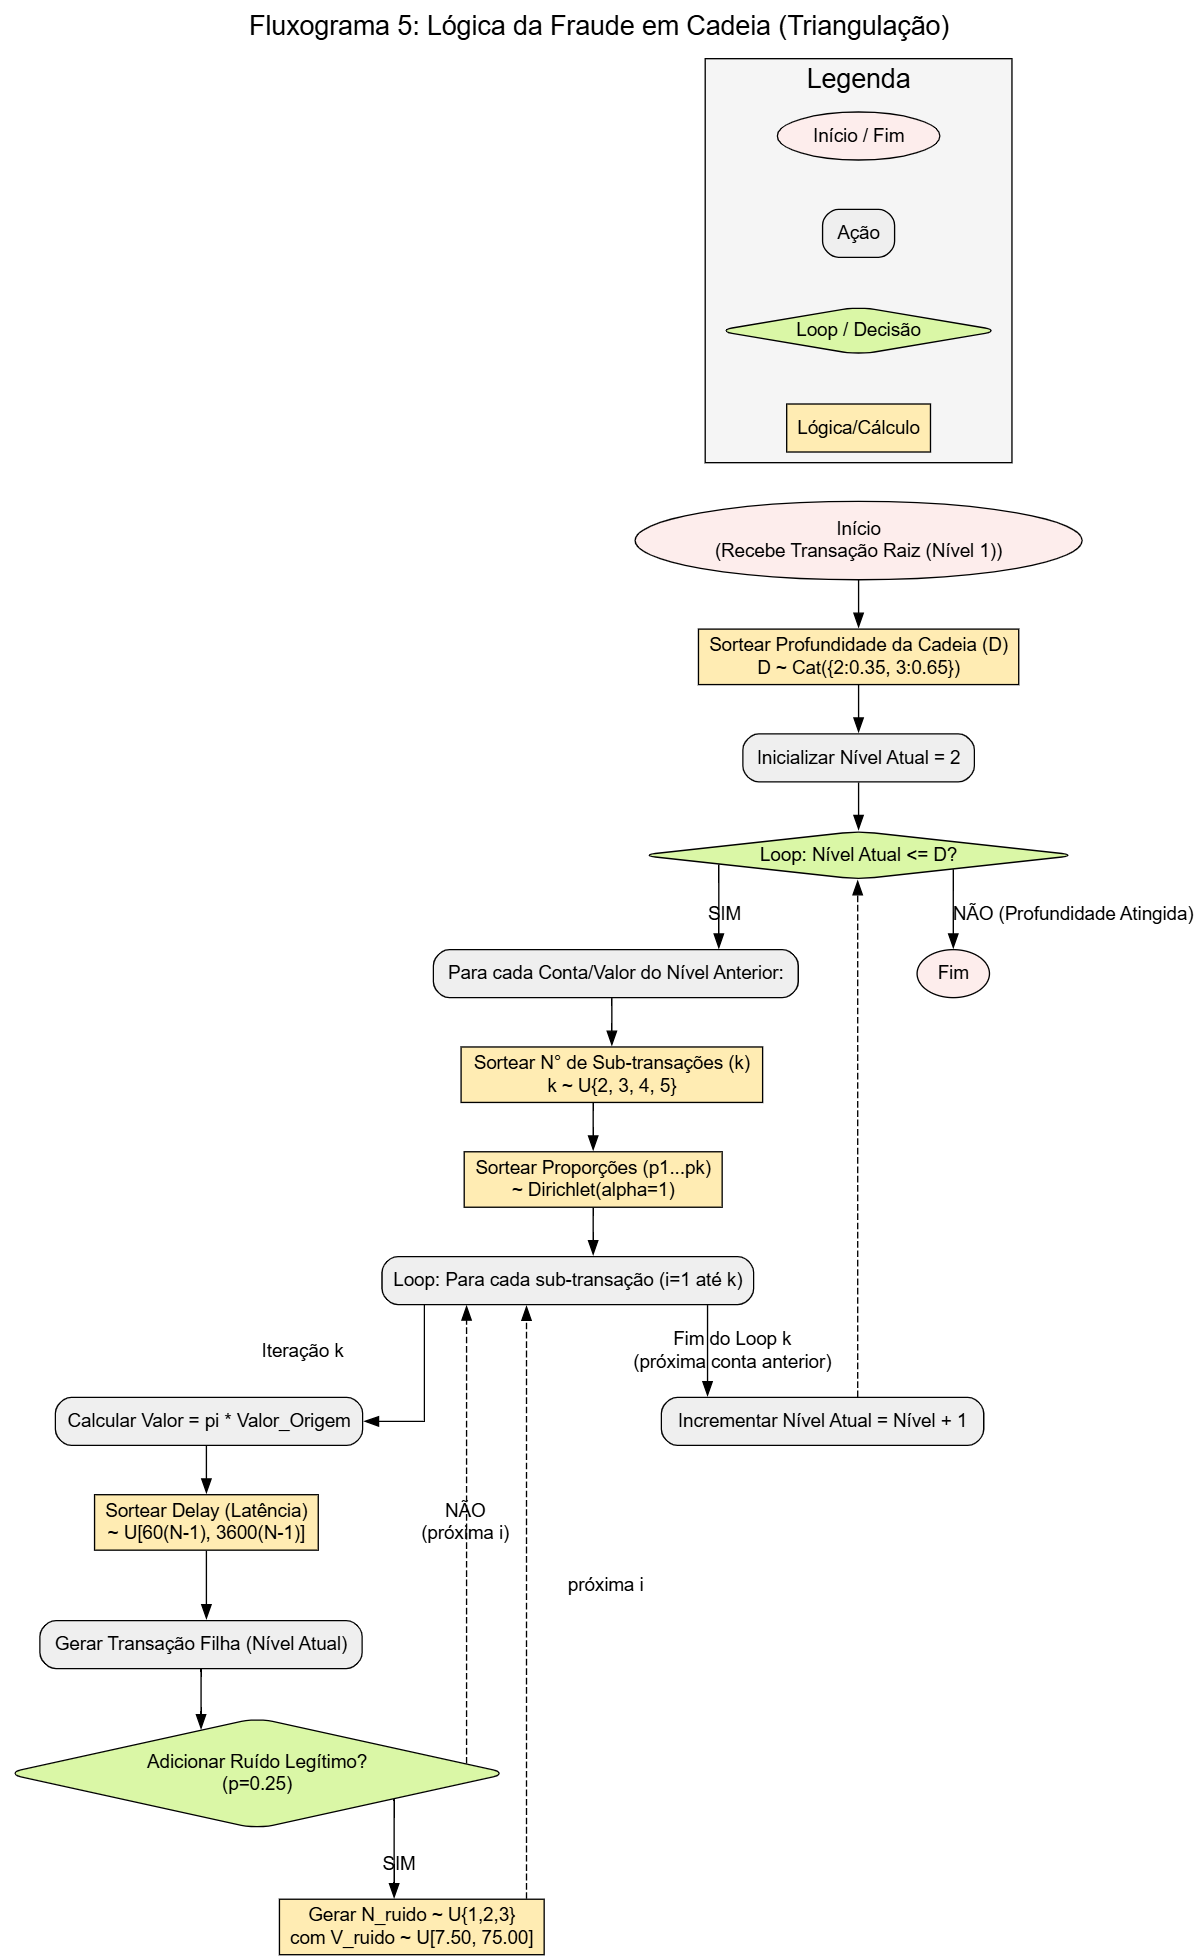 Fluxograma 5: Lógica da Fraude em Cadeia (Triangulação)
Legenda
Início / Fim
Ação
Loop / Decisão
Lógica/Cálculo
Início
(Recebe Transação Raiz (Nível 1))
Sortear Profundidade da Cadeia (D)
D ~ Cat({2:0.35, 3:0.65})
Inicializar Nível Atual = 2
Loop: Nível Atual <= D?
SIM
NÃO (Profundidade Atingida)
Para cada Conta/Valor do Nível Anterior:
Fim
Sortear N° de Sub-transações (k)
k ~ U{2, 3, 4, 5}
Sortear Proporções (p1...pk)
~ Dirichlet(alpha=1)
Loop: Para cada sub-transação (i=1 até k)
Iteração k
Fim do Loop k
(próxima conta anterior)
Calcular Valor = pi * Valor_Origem
Incrementar Nível Atual = Nível + 1
Sortear Delay (Latência)
~ U[60(N-1), 3600(N-1)]
NÃO
(próxima i)
próxima i
Gerar Transação Filha (Nível Atual)
Adicionar Ruído Legítimo?
(p=0.25)
SIM
Gerar N_ruido ~ U{1,2,3}
com V_ruido ~ U[7.50, 75.00]